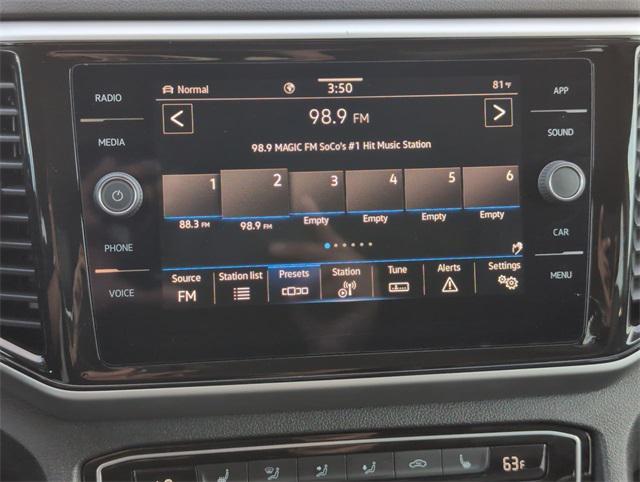 Normal
3:50
81°F
RADIO
APP
98.9 FM
SOUND
MEDIA
98.9 MAGIC FM SoCo's #1 Hit Music Station
1
2
3
4
5
6
88.3 FM
98.9 FM
Empty
Empty
Empty
Empty
PHONE
CAR
VOICE
MENU
Source
FM
Station list
Presets
Station
Tune
Alerts
Settings
63°F